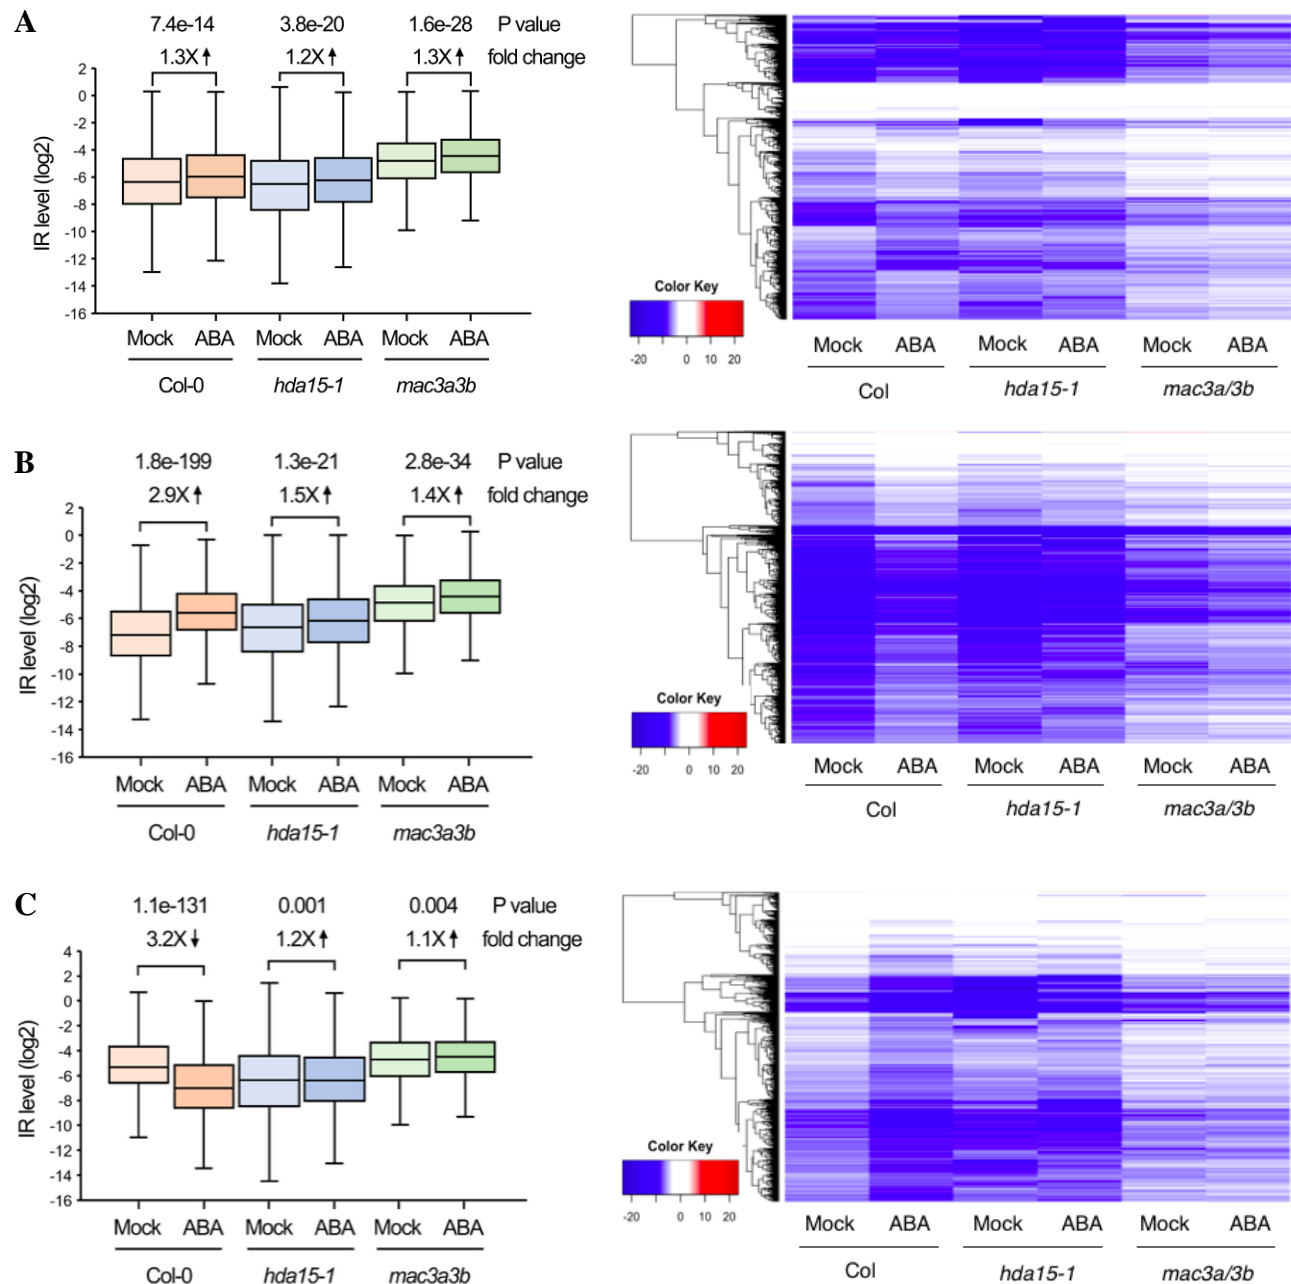 A
7.4e-14 3.8e-20 1.6e-28 P value
1.3X 1.2X 1.3X fold change
IR level (log2)
2
0
-2
-4
-6
-8
-10
-12
-14
-16
Mock ABA Mock ABA Mock ABA
Col-0 hda15-1 mac3a3b
Color Key
-20 0 10 20
Mock ABA Mock ABA Mock ABA
Col hda15-1 mac3a/3b
B
1.8e-199 1.3e-21 2.8e-34 P value
2.9X 1.5X 1.4X fold change
IR level (log2)
2
0
-2
-4
-6
-8
-10
-12
-14
-16
Mock ABA Mock ABA Mock ABA
Col-0 hda15-1 mac3a3b
Color Key
-20 0 10 20
Mock ABA Mock ABA Mock ABA
Col hda15-1 mac3a/3b
C
1.1e-131 0.001 0.004 P value
3.2X 1.2X 1.1X fold change
IR level (log2)
4
2
0
-2
-4
-6
-8
-10
-12
-14
-16
Mock ABA Mock ABA Mock ABA
Col-0 hda15-1 mac3a3b
Color Key
-20 0 10 20
Mock ABA Mock ABA Mock ABA
Col hda15-1 mac3a/3b